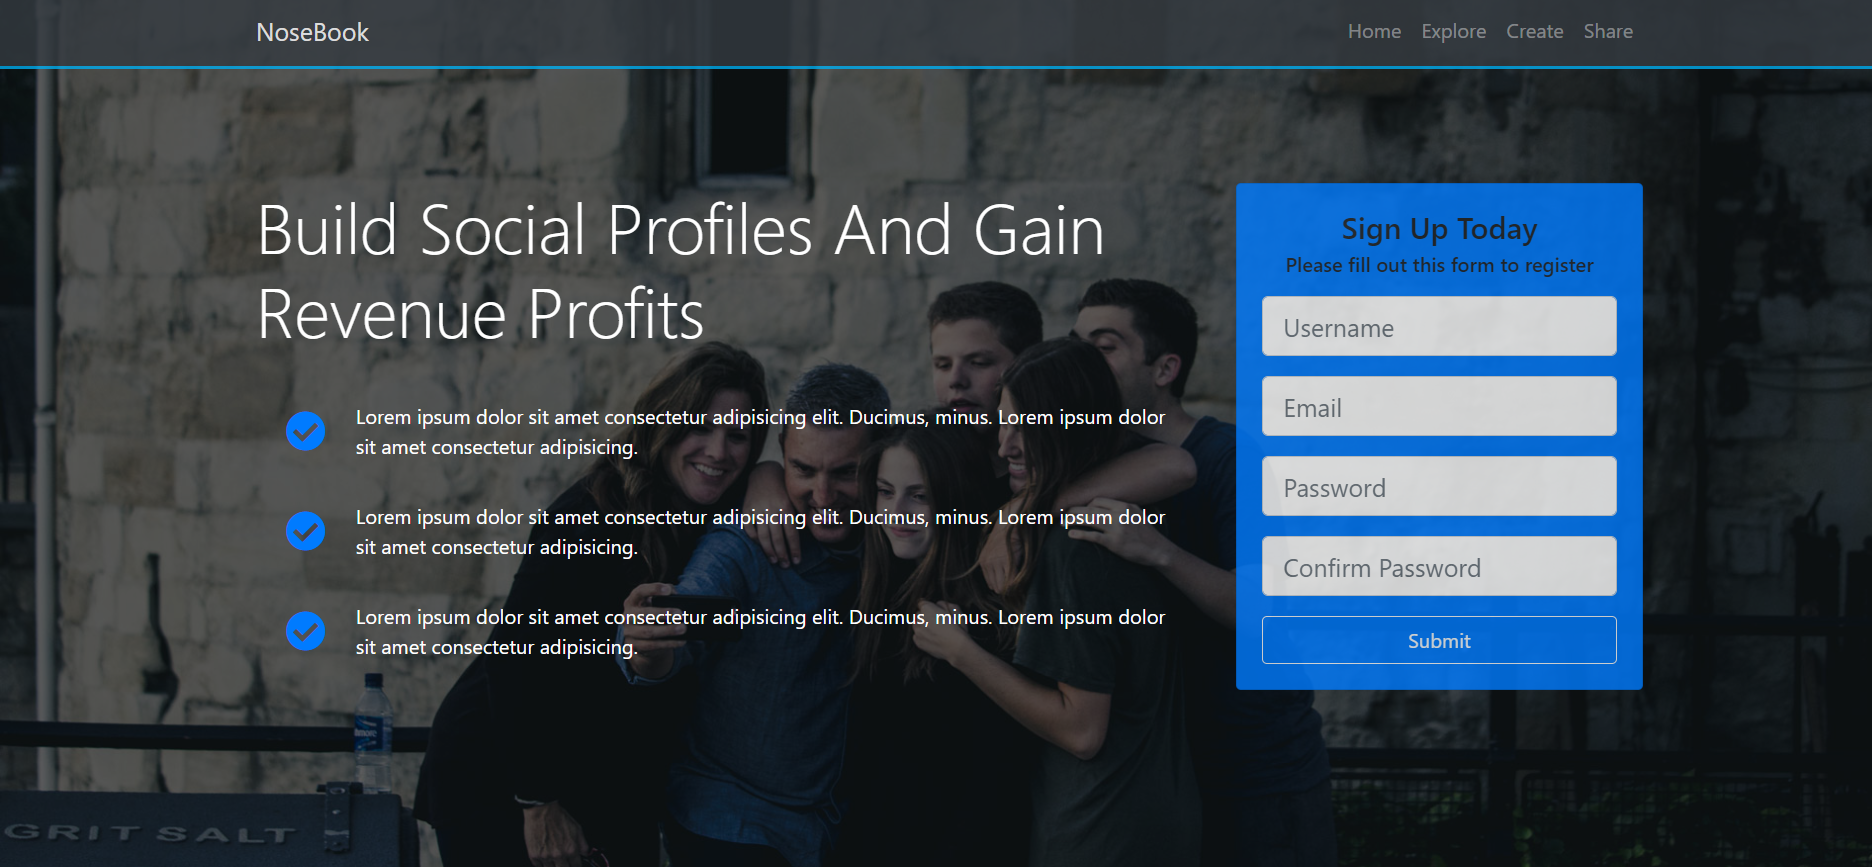 NoseBook
Home Explore Create Share
Build Social Profiles And Gain
Revenue Profits
Lorem ipsum dolor sit amet consectetur adipisicing elit. Ducimus, minus. Lorem ipsum dolor
sit amet consectetur adipisicing.
Lorem ipsum dolor sit amet consectetur adipisicing elit. Ducimus, minus. Lorem ipsum dolor
sit amet consectetur adipisicing.
Lorem ipsum dolor sit amet consectetur adipisicing elit. Ducimus, minus. Lorem ipsum dolor
sit amet consectetur adipisicing.
Sign Up Today
Please fill out this form to register
Username
Email
Password
Confirm Password
Submit
GRIT SALT